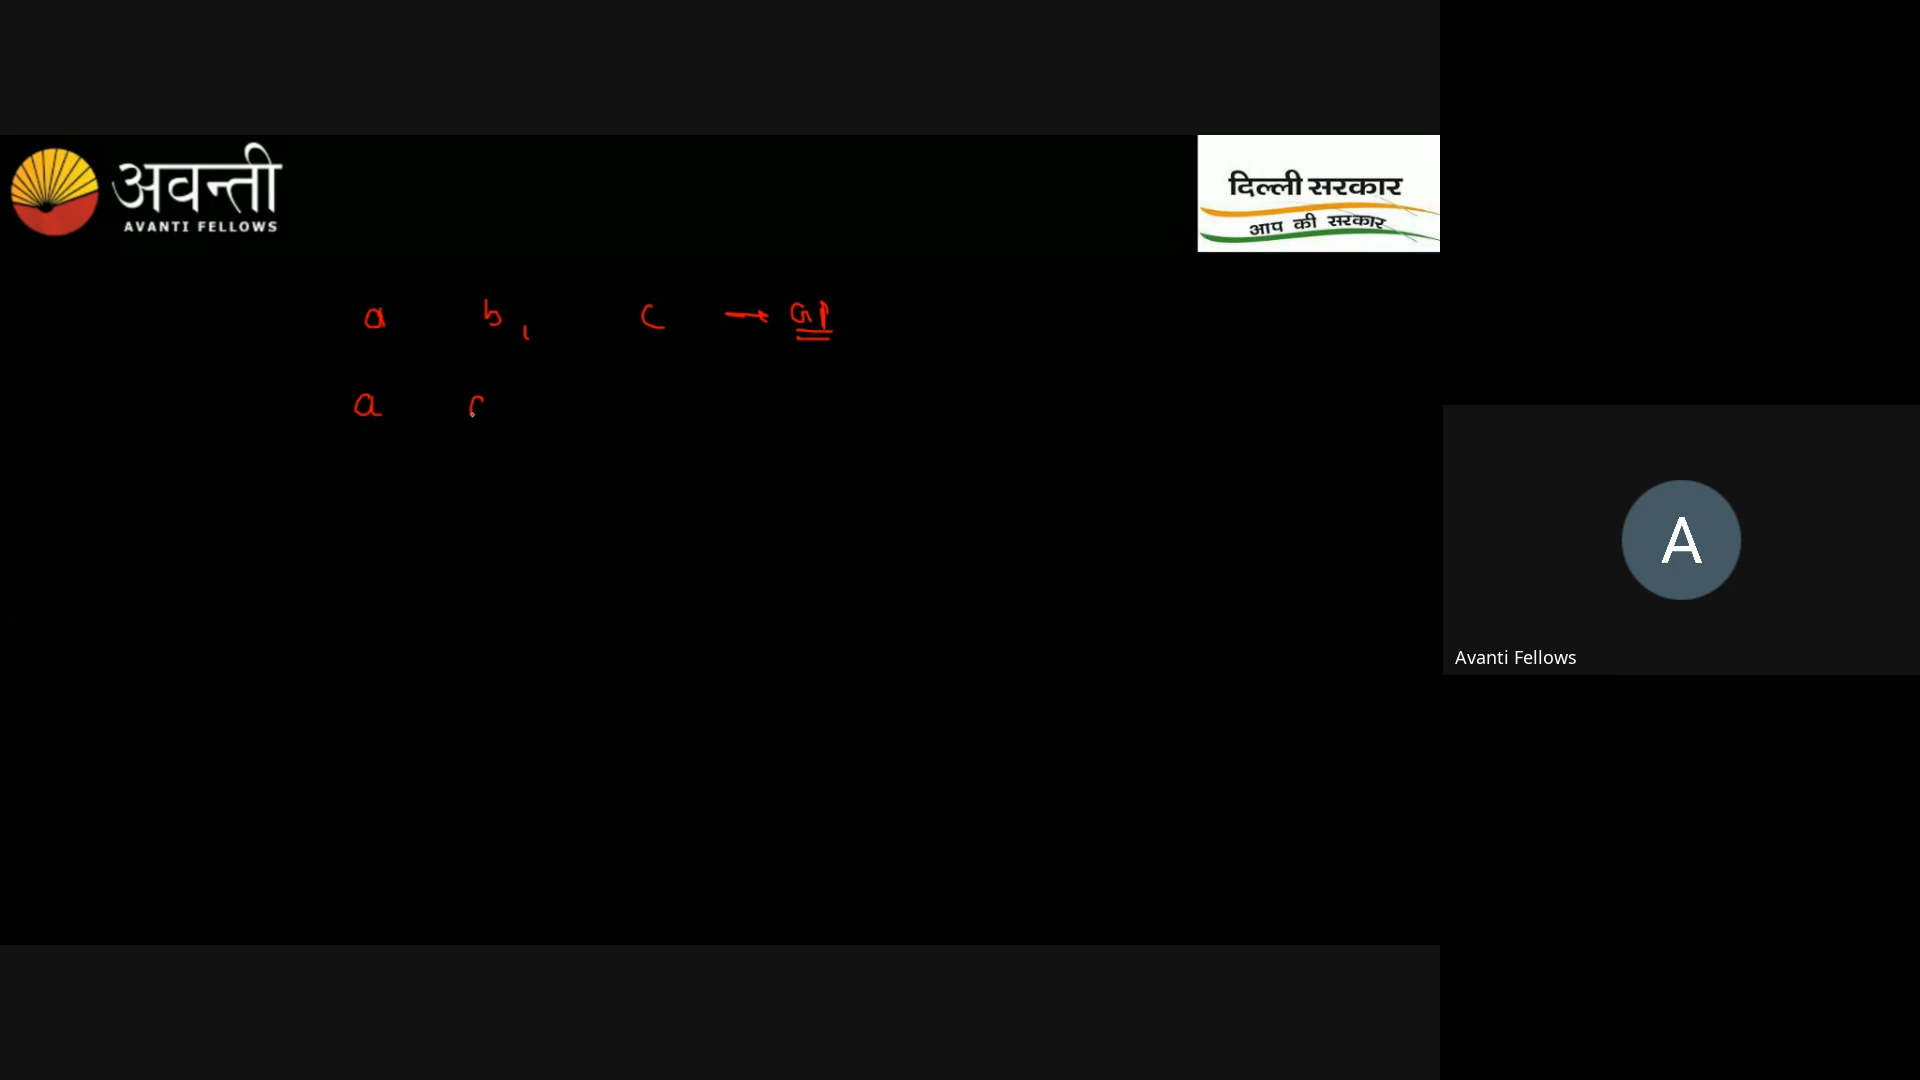 अवन्ती
AVANTI FELLOWS
दिल्ली सरकार
आप की सरकार
a b, c → GP
a
A
Avanti Fellows